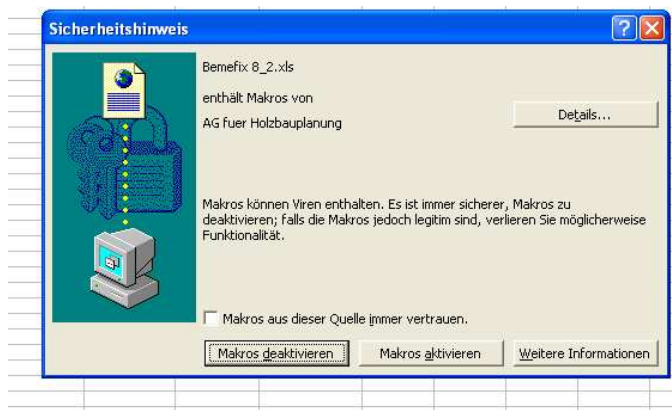 Sicherheitshinweis
Bemefix 8_2.xls
enthält Makros von
AG fuer Holzbauplanung
Details...
Makros können Viren enthalten. Es ist immer sicherer, Makros zu
deaktivieren; falls die Makros jedoch legitim sind, verlieren Sie möglicherweise
Funktionalität.
Makros aus dieser Quelle immer vertrauen.
Makros deaktivieren
Makros aktivieren
Weitere Informationen